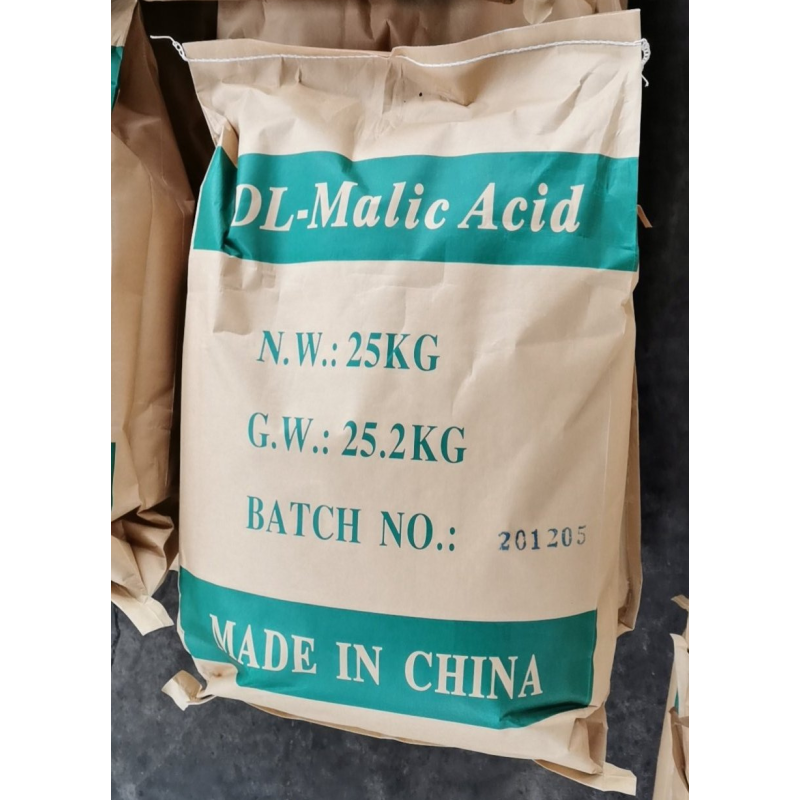 DL-Malic Acid
N.W.: 25KG
G.W.: 25.2KG
BATCH NO.: 201205
MADE IN CHINA